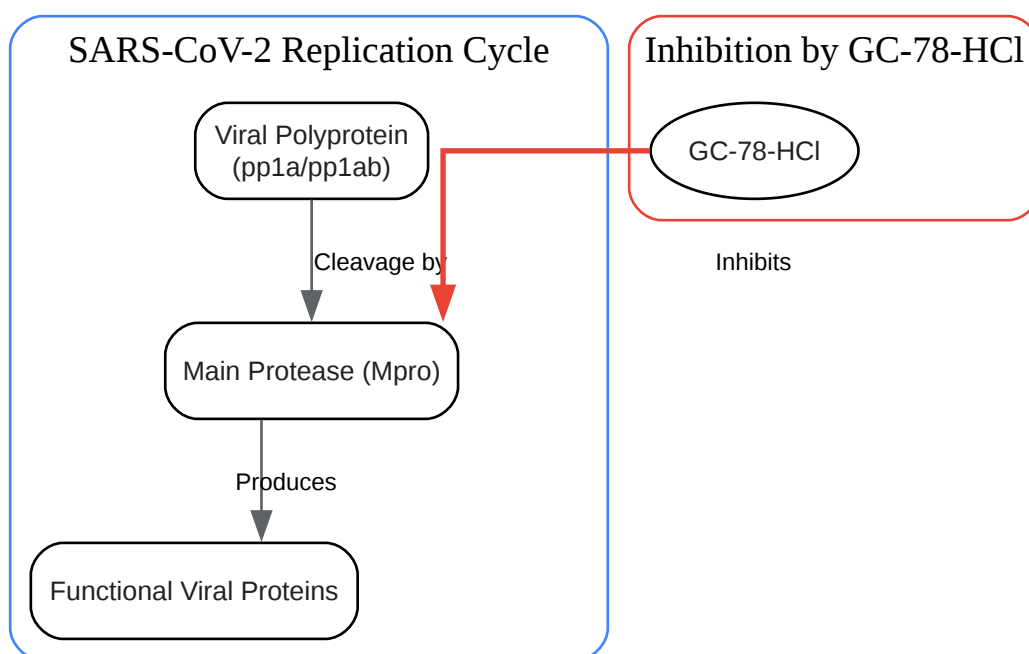 SARS-CoV-2 Replication Cycle
Inhibition by GC-78-HCl
Viral Polyprotein
(pp1a/pp1ab)
GC-78-HCl
Cleavage by
Inhibits
Main Protease (Mpro)
Produces
Functional Viral Proteins